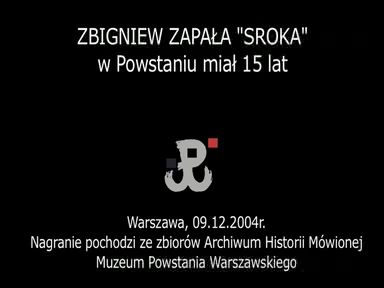 ZBIGNIEW ZAPAŁA "SROKA"
w Powstaniu miał 15 lat
Warszawa, 09.12.2004r.
Nagranie pochodzi ze zbiorów Archiwum Historii Mówionej
Muzeum Powstania Warszawskiego